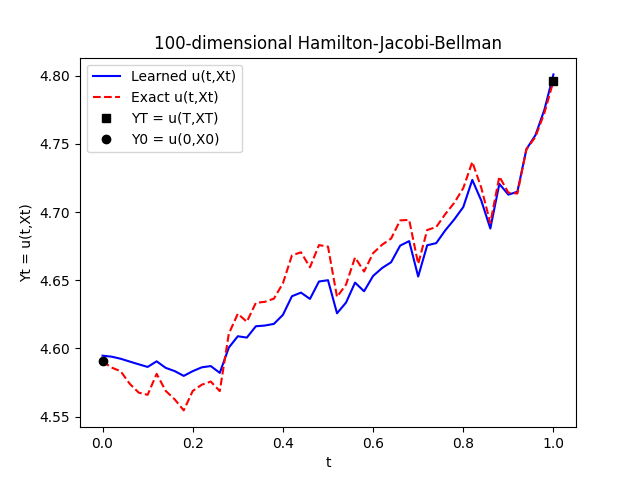 100-dimensional Hamilton-Jacobi-Bellman
Learned u(t,Xt)
Exact u(t,Xt)
YT = u(T,XT)
Y0 = u(0,X0)
Yt = u(t,Xt)
4.80
4.75
4.70
4.65
4.60
4.55
0.0 0.2 0.4 0.6 0.8 1.0
t